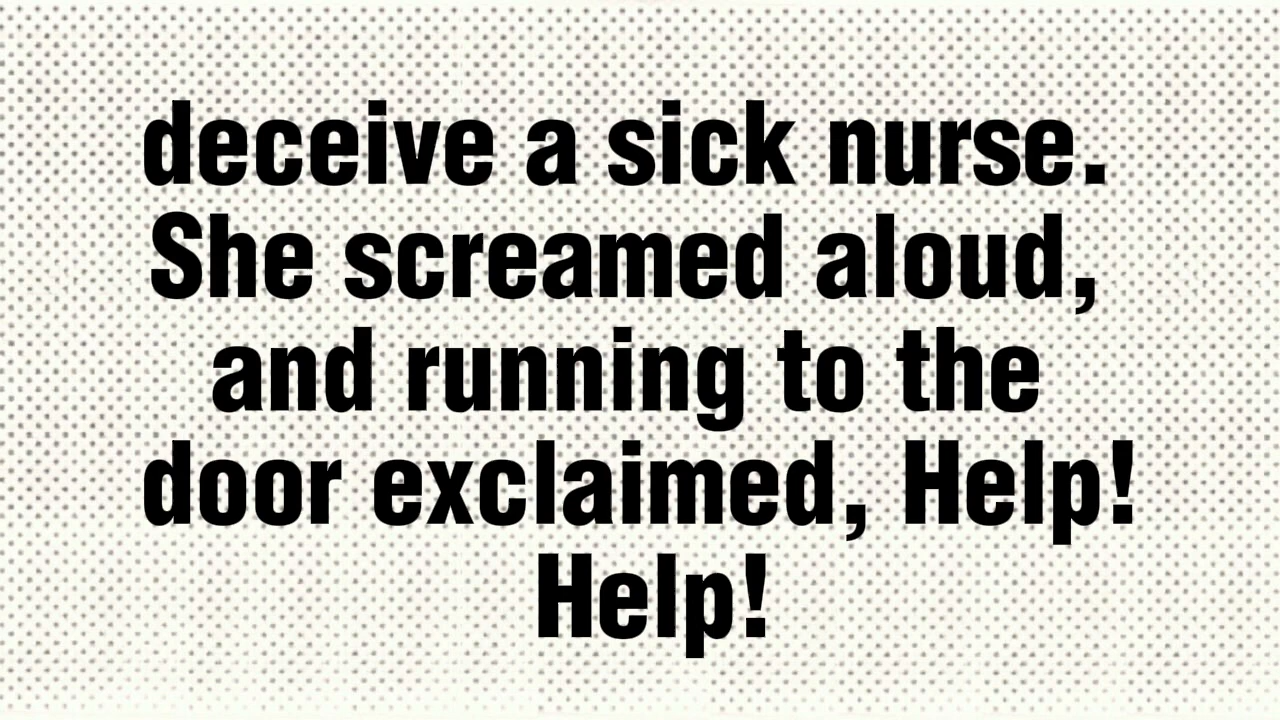 deceive a sick nurse.
She screamed aloud,
and running to the
door exclaimed, Help!
Help!